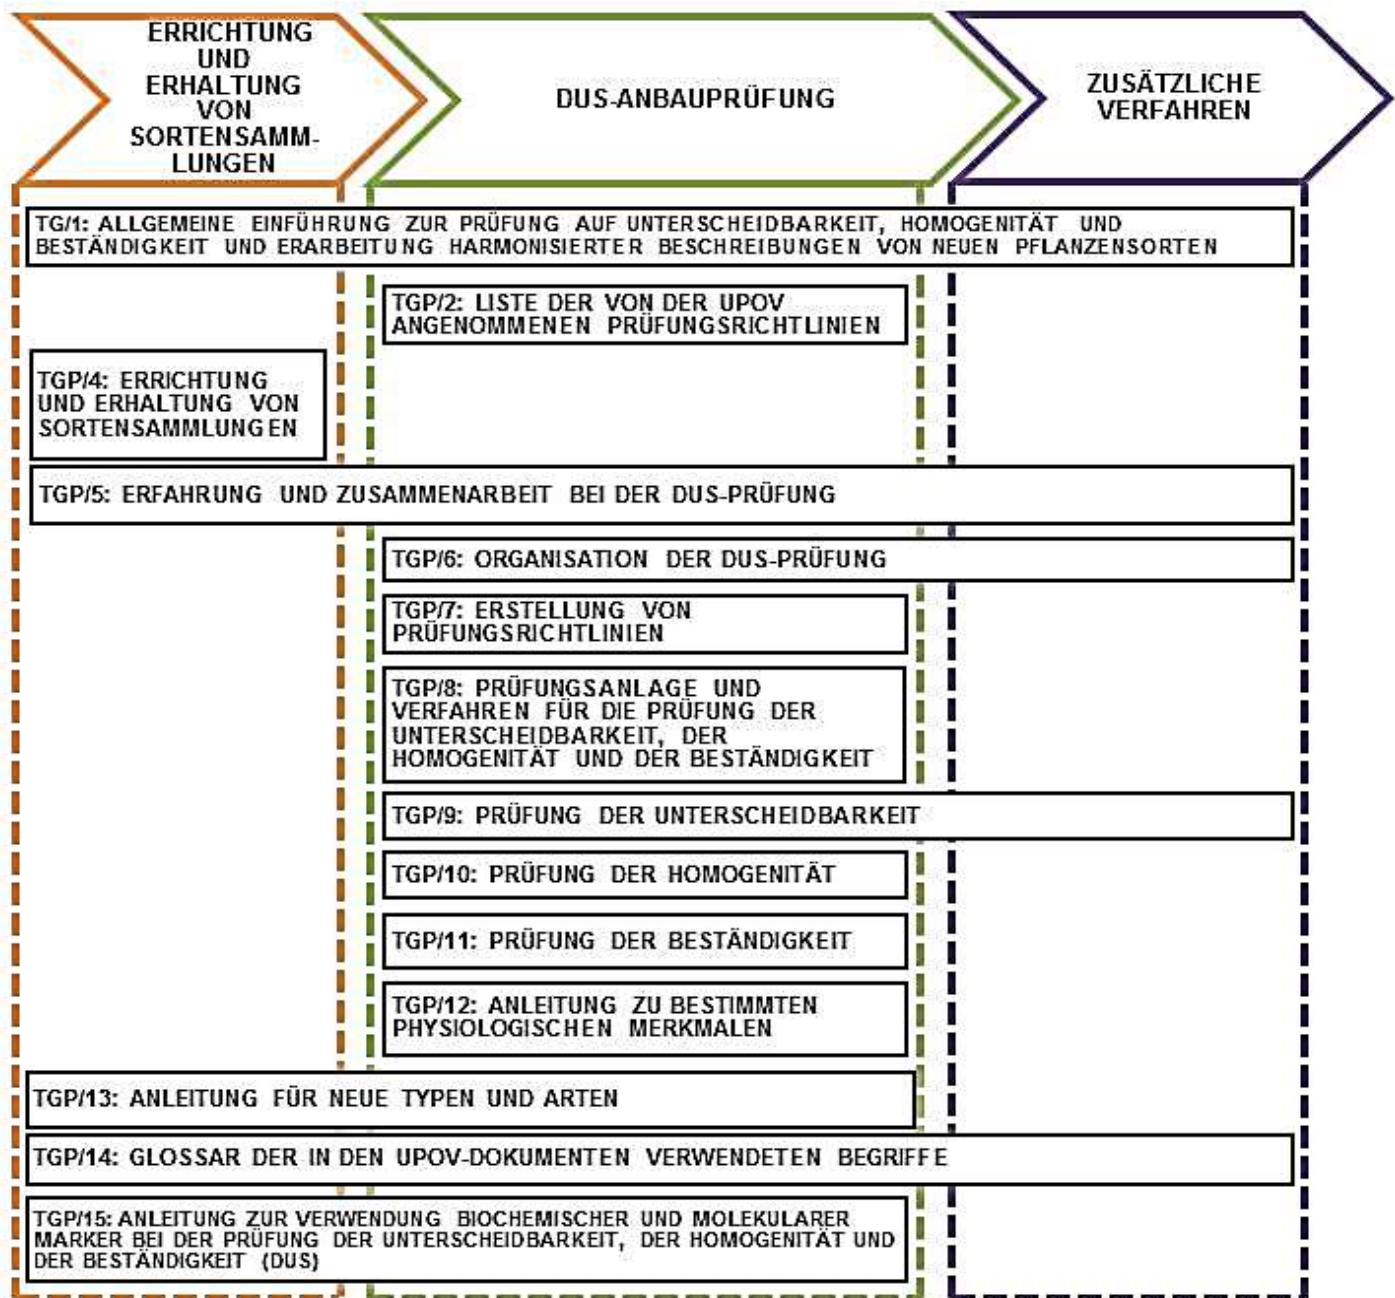 ERRICHTUNG
UND
ERHALTUNG
VON
SORTENSAMM-
LUNGEN
DUS-ANBAUPRÜFUNG
ZUSÄTZLICHE
VERFAHREN
TG/1: ALLGEMEINE EINFÜHRUNG ZUR PRÜFUNG AUF UNTERSCHEIDBARKEIT, HOMOGENITÄT UND
BESTÄNDIGKEIT UND ERARBEITUNG HARMONISIERTER BESCHREIBUNGEN VON NEUEN PFLANZENSORTEN
TGP/2: LISTE DER VON DER UPOV
ANGENOMMENEN PRÜFUNGSRICHTLINIEN
TGP/4: ERRICHTUNG
UND ERHALTUNG VON
SORTENSAMMLUNGEN
TGP/5: ERFAHRUNG UND ZUSAMMENARBEIT BEI DER DUS-PRÜFUNG
TGP/6: ORGANISATION DER DUS-PRÜFUNG
TGP/7: ERSTELLUNG VON
PRÜFUNGSRICHTLINIEN
TGP/8: PRÜFUNGSANLAGE UND
VERFAHREN FÜR DIE PRÜFUNG DER
UNTERSCHEIDBARKEIT, DER
HOMOGENITÄT UND DER BESTÄNDIGKEIT
TGP/9: PRÜFUNG DER UNTERSCHEIDBARKEIT
TGP/10: PRÜFUNG DER HOMOGENITÄT
TGP/11: PRÜFUNG DER BESTÄNDIGKEIT
TGP/12: ANLEITUNG ZU BESTIMMTEN
PHYSIOLOGISCHEN MERKMALEN
TGP/13: ANLEITUNG FÜR NEUE TYPEN UND ARTEN
TGP/14: GLOSSAR DER IN DEN UPOV-DOKUMENTEN VERWENDETEN BEGRIFFE
TGP/15: ANLEITUNG ZUR VERWENDUNG BIOCHEMISCHER UND MOLEKULARER
MARKER BEI DER PRÜFUNG DER UNTERSCHEIDBARKEIT, DER HOMOGENITÄT UND
DER BESTÄNDIGKEIT (DUS)